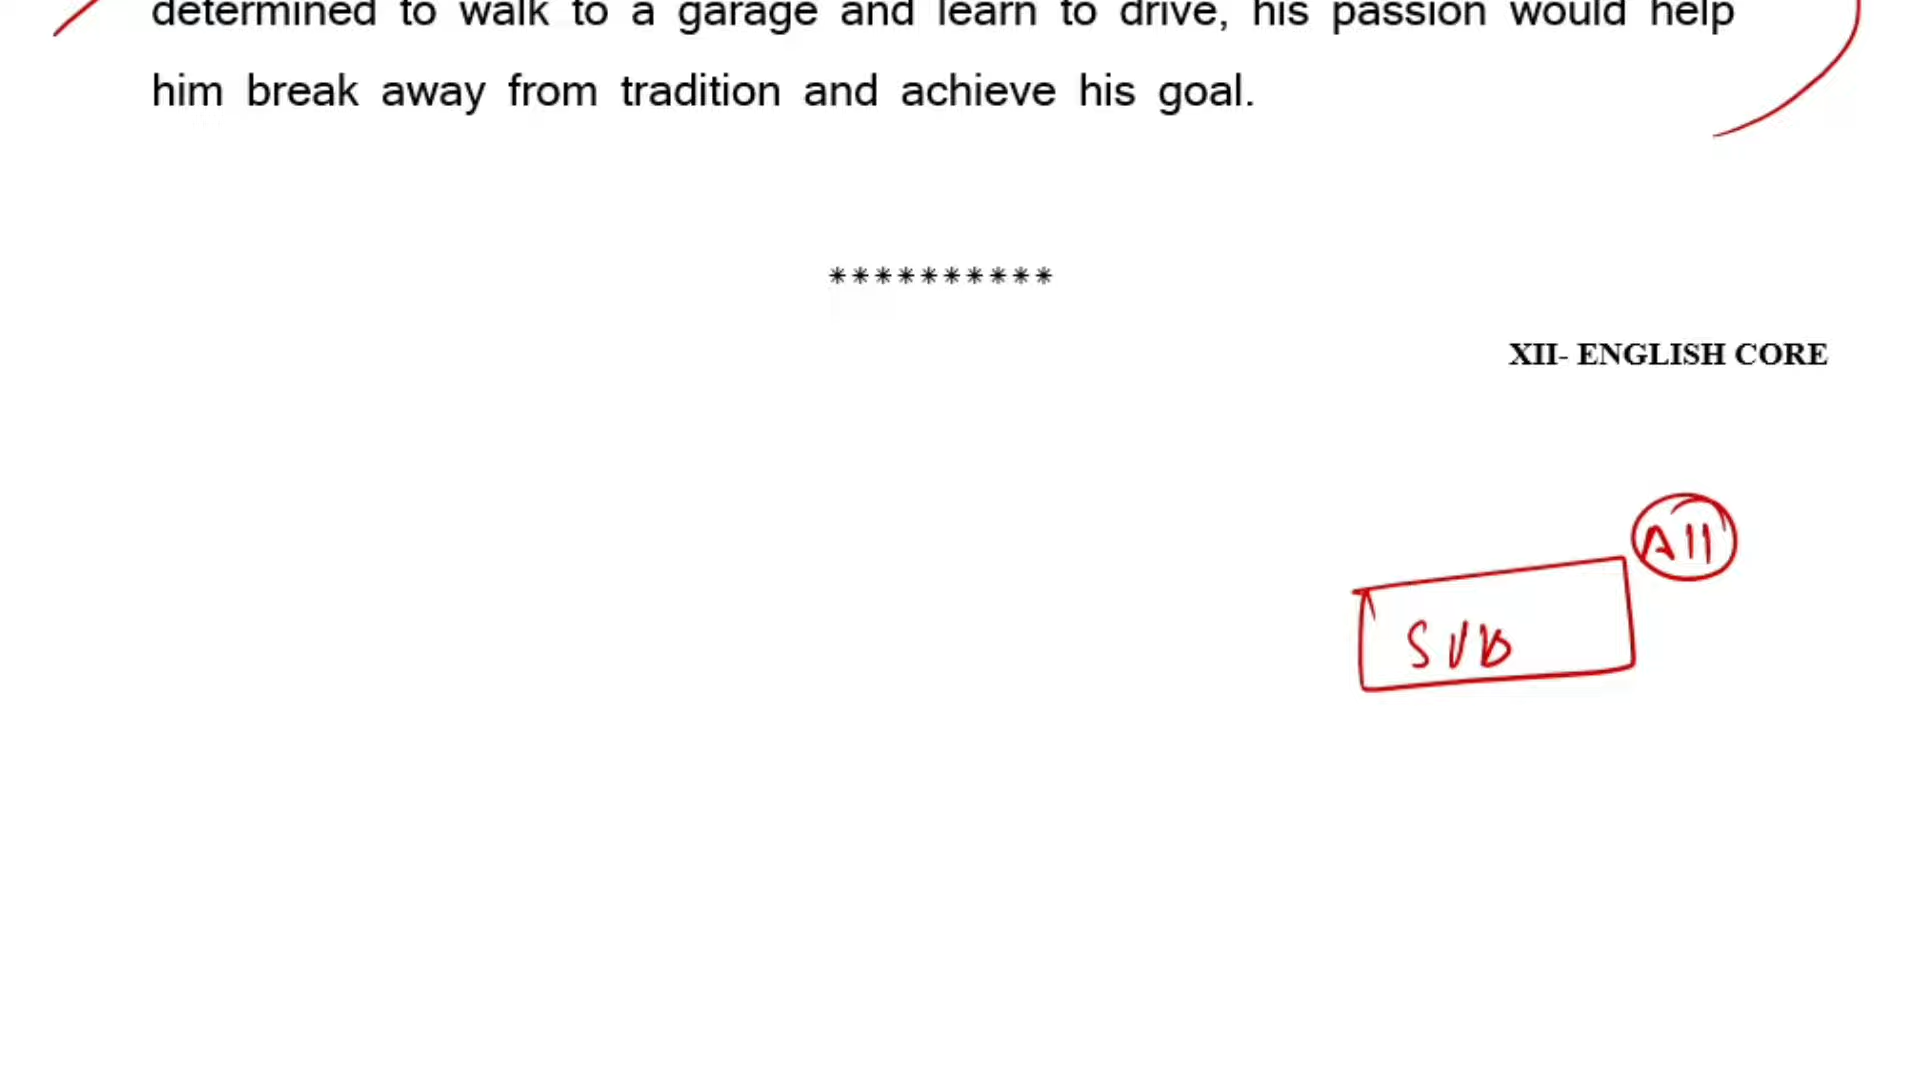 determined to walk to a garage and learn to drive, his passion would help
him break away from tradition and achieve his goal.
**********
XII- ENGLISH CORE
All
SUB